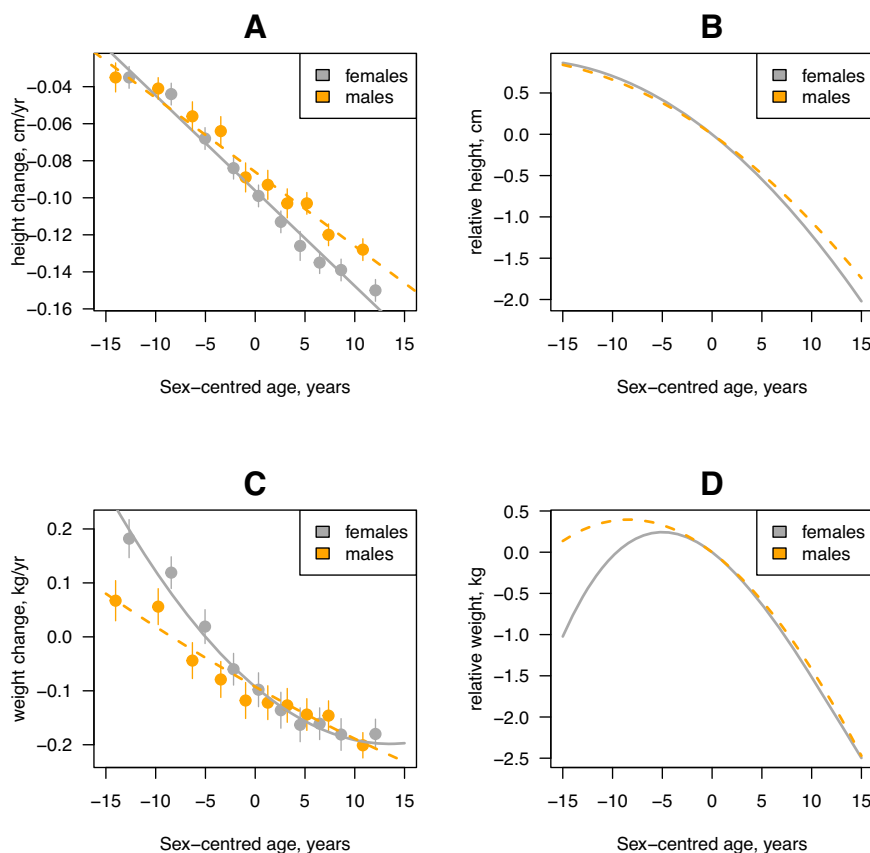 A
height change, cm/yr
−0.04
−0.06
−0.08
−0.10
−0.12
−0.14
−0.16
females
males
−15 −10 −5 0 5 10 15
Sex−centred age, years
B
relative height, cm
0.5
0.0
−0.5
−1.0
−1.5
−2.0
females
males
−15 −10 −5 0 5 10 15
Sex−centred age, years
C
weight change, kg/yr
0.2
0.1
0.0
−0.1
−0.2
females
males
−15 −10 −5 0 5 10 15
Sex−centred age, years
D
relative weight, kg
0.5
0.0
−0.5
−1.0
−1.5
−2.0
−2.5
females
males
−15 −10 −5 0 5 10 15
Sex−centred age, years